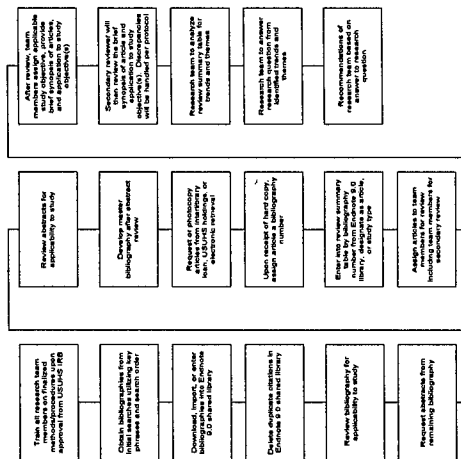 Train all research team
members on finalized
methods/procedures upon
approval from USUHS IRB
Obtain bibliographies from
initial searches utilizing key
phrases and search order
Download, import, or enter
bibliographies into Endnote
9.0 shared library
Delete duplicate citations in
Endnote 9.0 shared library
Review bibliography for
applicability to study
Request abstracts from
remaining bibliography
Review abstracts for
applicability to study
Develop master
bibliography after abstract
review
Request or photocopy
articles from interlibrary
loan, USUHS holdings, or
electronic retrieval
Upon receipt of hard copy,
assign article a bibliography
number
Enter into review summary
table by bibliography
number from Endnote 9.0
library, designate as article,
or study type
Assign articles to team
members for review
including team members for
secondary review
After review, team
members assign applicable
study objective, provide
brief synopsis of articles,
and application to study
objective(s)
Secondary reviewer will
then review the brief
synopsis of article and
application to study
objective(s). Discrepancies
will be handled per protocol
Research team to analyze
review summary table for
trends and themes
Research team to answer
research question from
identified trends and
themes
Recommendations of
research team based on
answer to research
question